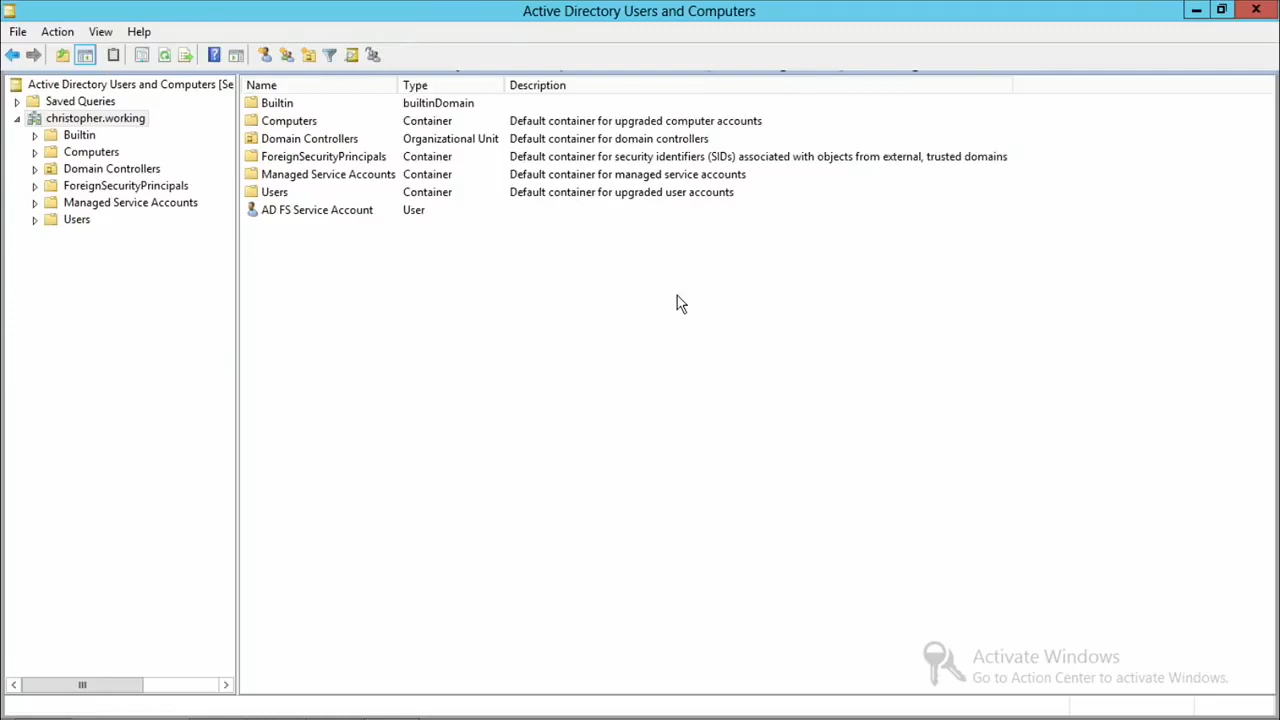 Active Directory Users and Computers
File Action View Help
Active Directory Users and Computers [Se
Saved Queries
christopher.working
Builtin
Computers
Domain Controllers
ForeignSecurityPrincipals
Managed Service Accounts
Users
Name Type Description
Builtin builtinDomain
Computers Container Default container for upgraded computer accounts
Domain Controllers Organizational Unit Default container for domain controllers
ForeignSecurityPrincipals Container Default container for security identifiers (SIDs) associated with objects from external, trusted domains
Managed Service Accounts Container Default container for managed service accounts
Users Container Default container for upgraded user accounts
AD FS Service Account User
Activate Windows
Go to Action Center to activate Windows.